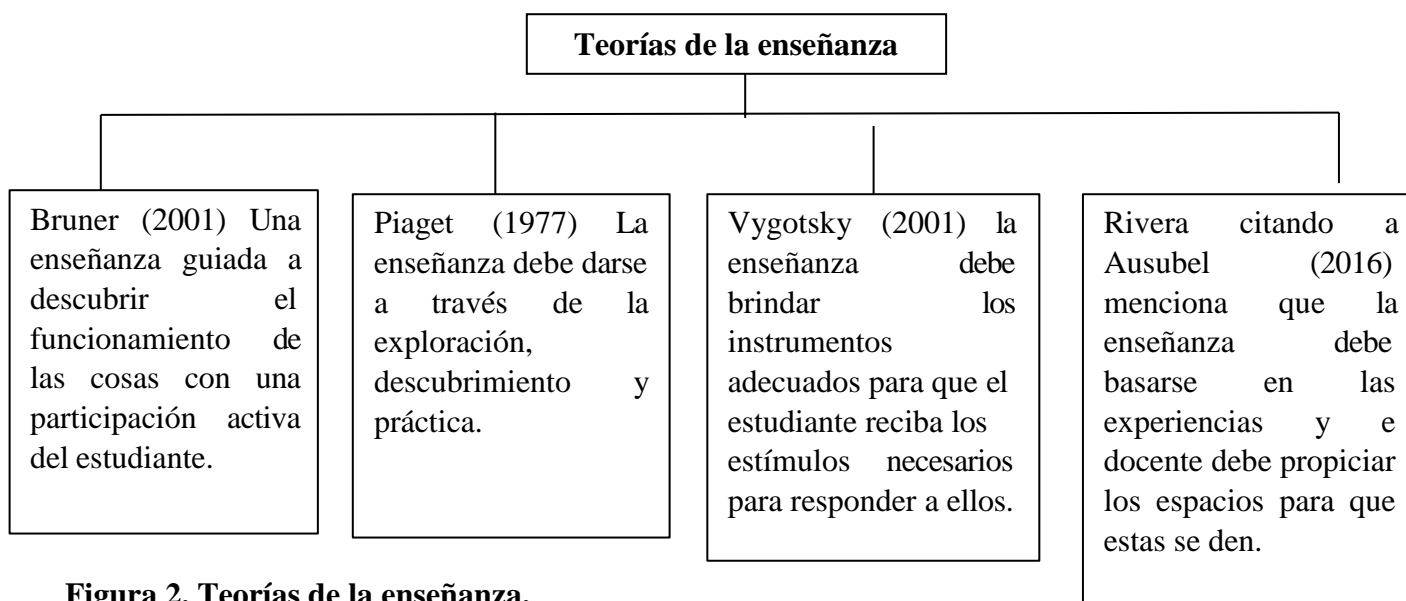 Teorías de la enseñanza
Bruner (2001) Una
enseñanza guiada a
descubrir el
funcionamiento de
las cosas con una
participación activa
del estudiante.
Piaget (1977) La
enseñanza debe darse
a través de la
exploración,
descubrimiento y
práctica.
Vygotsky (2001) la
enseñanza debe
brindar los
instrumentos
adecuados para que el
estudiante reciba los
estímulos necesarios
para responder a ellos.
Rivera citando a
Ausubel (2016)
menciona que la
enseñanza debe
basarse en las
experiencias y e
docente debe propiciar
los espacios para que
estas se den.
Figura 2. Teorías de la enseñanza.